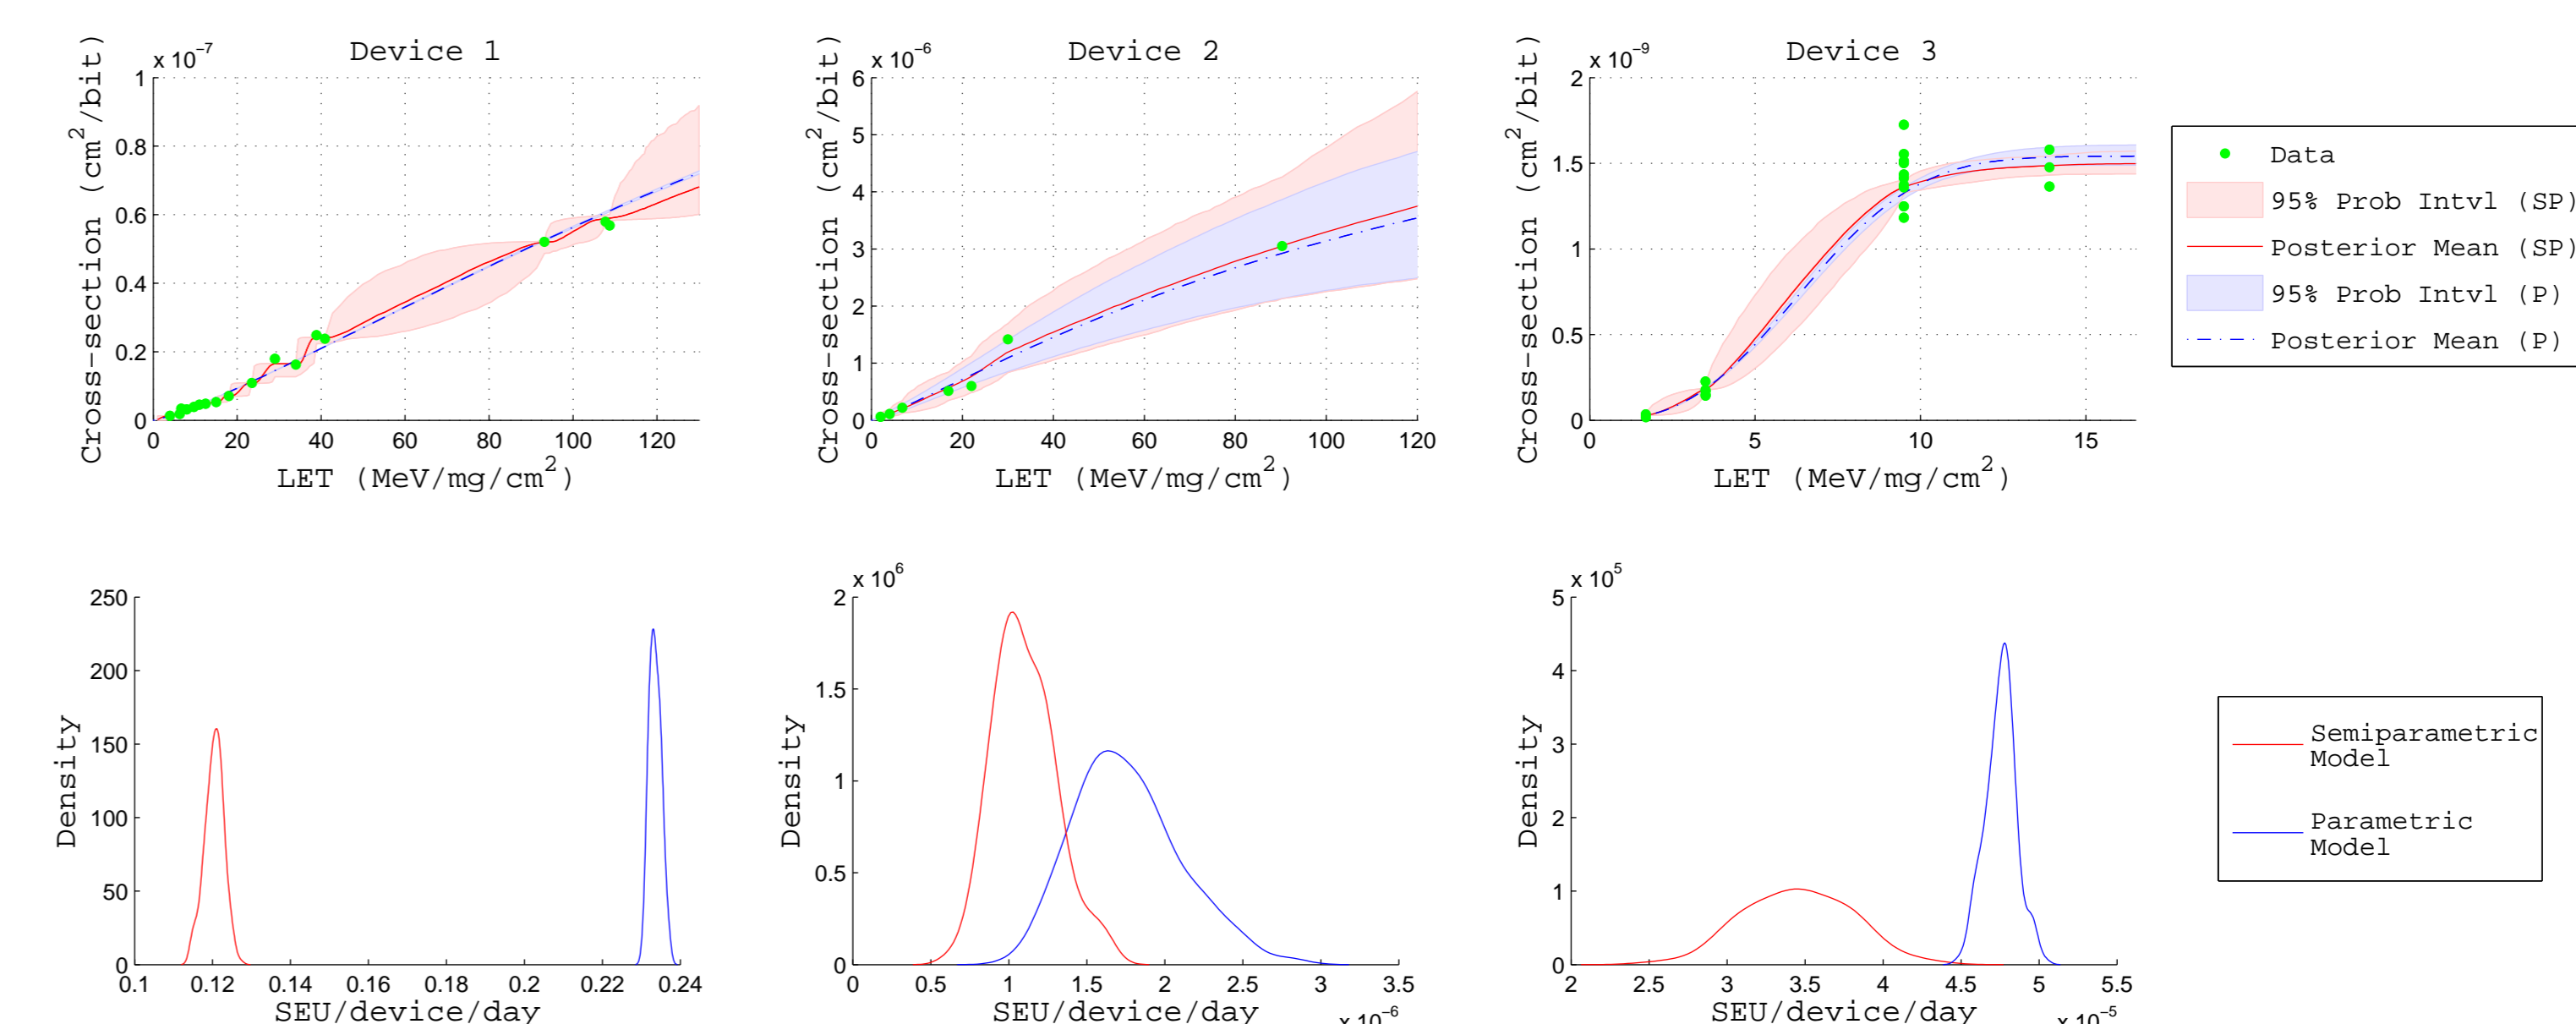 Device 1
x 10^-7
Cross-section (cm^2/bit)
1
0.8
0.6
0.4
0.2
0
0 20 40 60 80 100 120
LET (MeV/mg/cm^2)
Device 2
x 10^-6
Cross-section (cm^2/bit)
6
5
4
3
2
1
0
0 20 40 60 80 100 120
LET (MeV/mg/cm^2)
Device 3
x 10^-9
Cross-section (cm^2/bit)
2
1.5
1
0.5
0
0 5 10 15
LET (MeV/mg/cm^2)
Data
95% Prob Intvl (SP)
Posterior Mean (SP)
95% Prob Intvl (P)
Posterior Mean (P)
Density
250
200
150
100
50
0
0.1 0.12 0.14 0.16 0.18 0.2 0.22 0.24
SEU/device/day
x 10^6
Density
2
1.5
1
0.5
0
0 0.5 1 1.5 2 2.5 3 3.5
SEU/device/day
x 10^-6
x 10^5
Density
5
4
3
2
1
0
2 2.5 3 3.5 4 4.5 5 5.5
SEU/device/day
x 10^-5
Semiparametric
Model
Parametric
Model